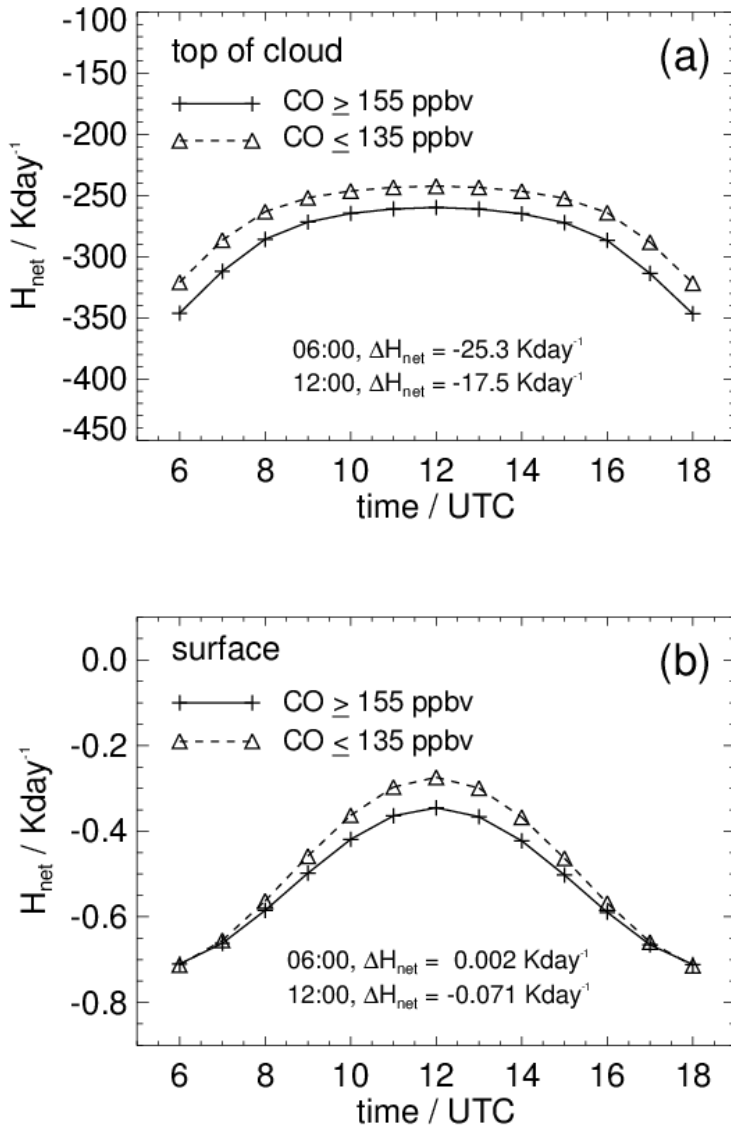 -100
-150
-200
-250
-300
-350
-400
-450
H_net / Kday⁻¹
top of cloud
(a)
CO ≥ 155 ppbv
CO ≤ 135 ppbv
06:00, ΔH_net = -25.3 Kday⁻¹
12:00, ΔH_net = -17.5 Kday⁻¹
6 8 10 12 14 16 18
time / UTC
0.0
-0.2
-0.4
-0.6
-0.8
H_net / Kday⁻¹
surface
(b)
CO ≥ 155 ppbv
CO ≤ 135 ppbv
06:00, ΔH_net = 0.002 Kday⁻¹
12:00, ΔH_net = -0.071 Kday⁻¹
6 8 10 12 14 16 18
time / UTC